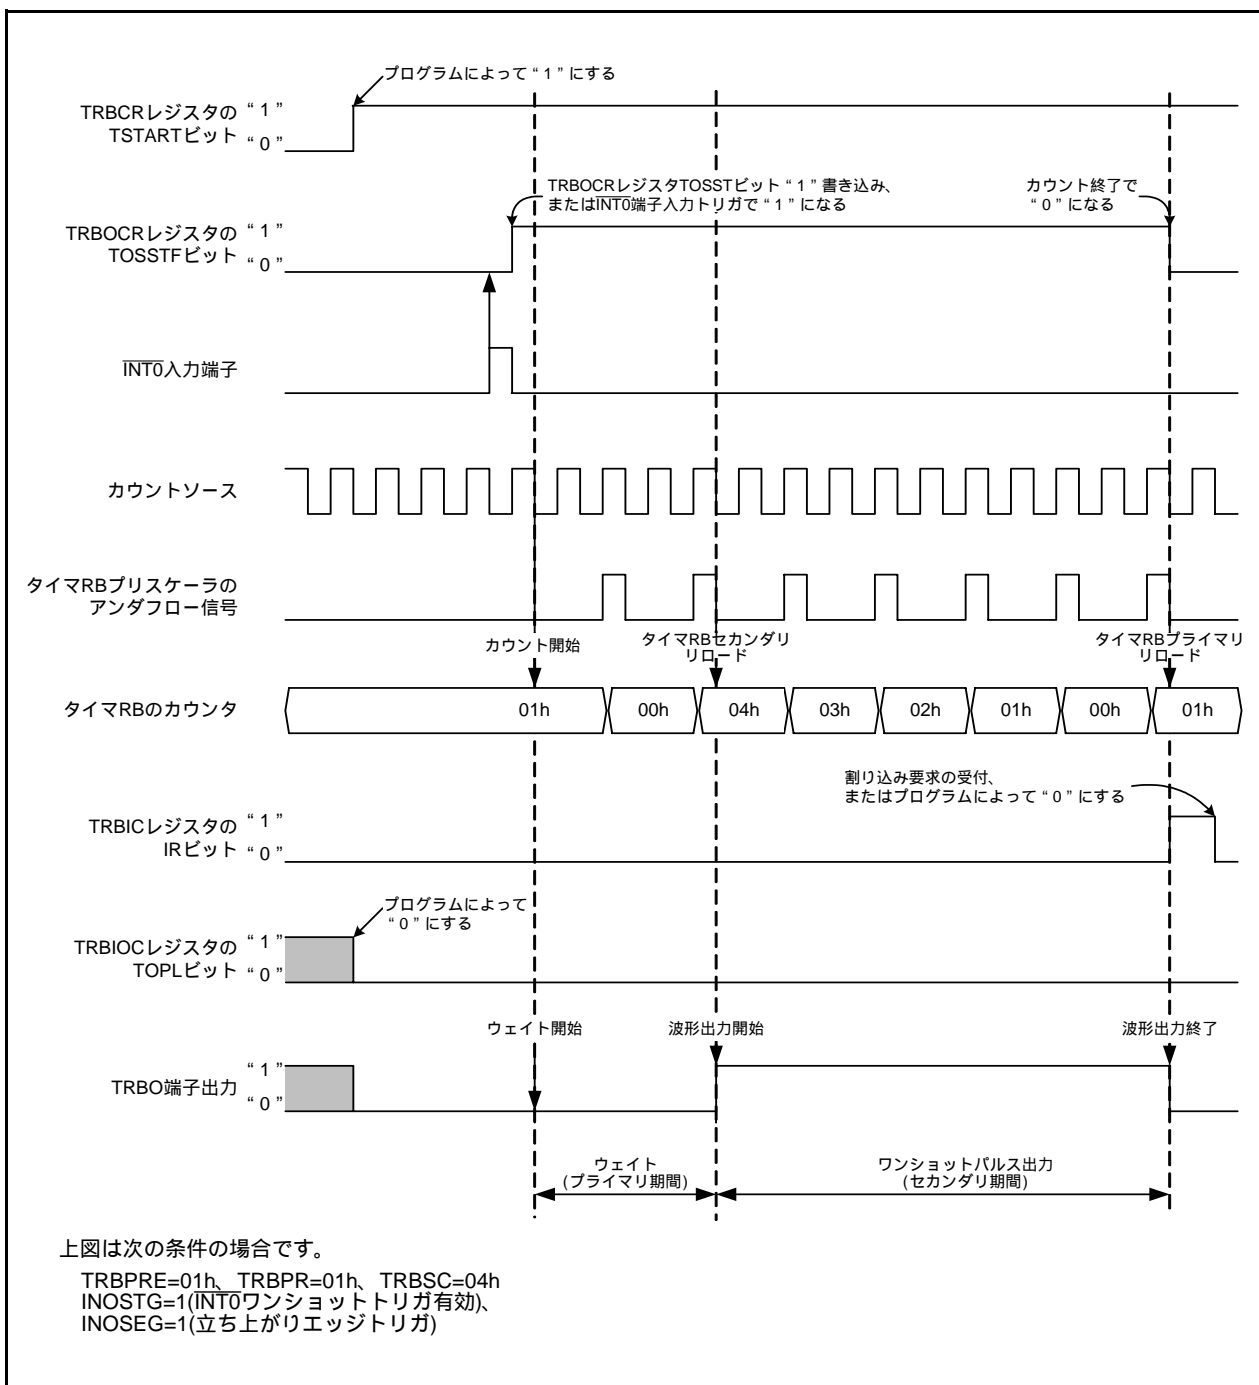 プログラムによって“1”にする
TRBCRレジスタの “1”
TSTARTビット “0”
TRBOCRレジスタTOSSTビット“1”書き込み、
またはINT0端子入力トリガで“1”になる
カウント終了で
“0”になる
TRBOCRレジスタの “1”
TOSSTFビット “0”
INT0入力端子
カウントソース
タイマRBプリスケーラの
アンダフロー信号
カウント開始
タイマRBセカンダリ
リロード
タイマRBプライマリ
リロード
タイマRBのカウンタ 01h 00h 04h 03h 02h 01h 00h 01h
割り込み要求の受付、
またはプログラムによって“0”にする
TRBICレジスタの “1”
IRビット “0”
プログラムによって
“0”にする
TRBIOCレジスタの “1”
TOPLビット “0”
ウェイト開始 波形出力開始 波形出力終了
TRBO端子出力 “1”
“0”
ウェイト
(プライマリ期間)
ワンショットパルス出力
(セカンダリ期間)
上図は次の条件の場合です。
TRBPRE=01h、TRBPR=01h、TRBSC=04h
INOSTG=1(INT0ワンショットトリガ有効)、
INOSEG=1(立ち上がりエッジトリガ)